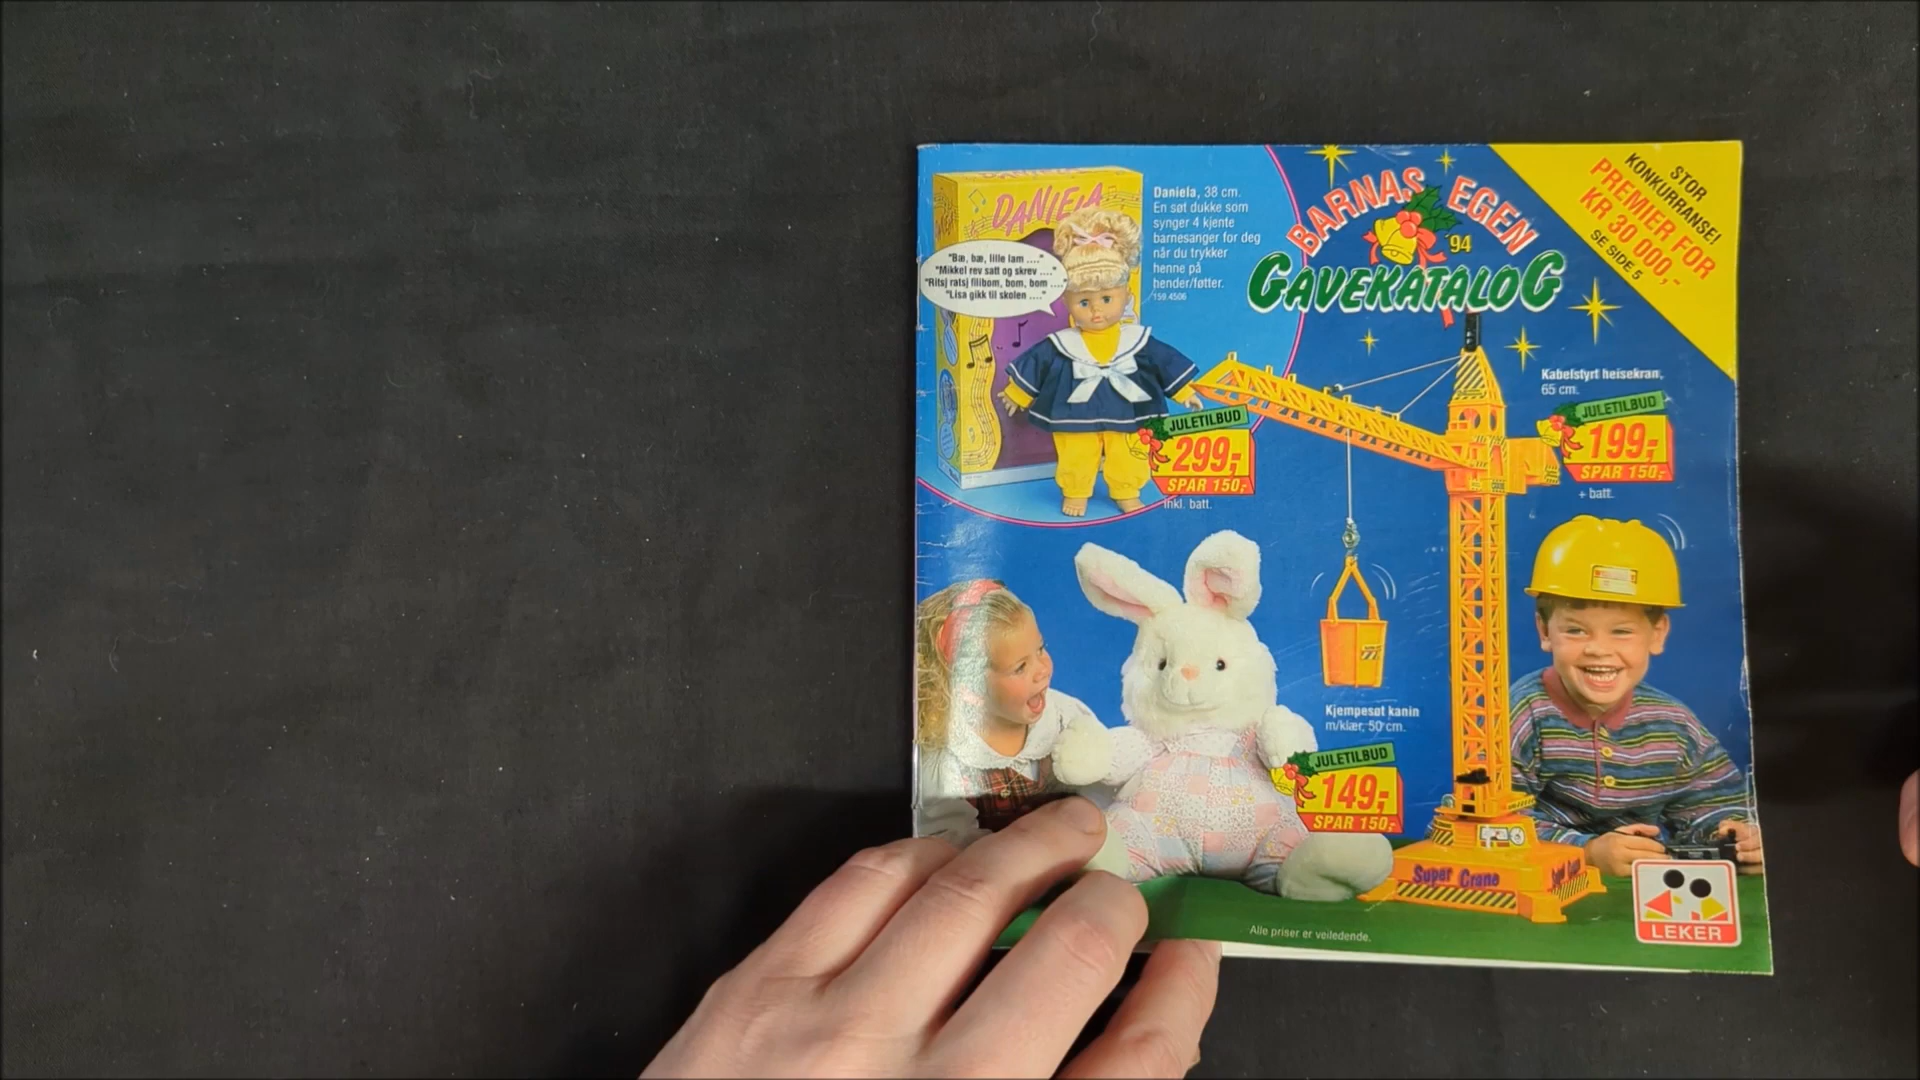 DANIELA
"Bæ, bæ, lille lam ...."
"Mikkel rev satt og skrev ...."
"Ritsj ratsj filibom, bom, bom ...."
"Lisa gikk til skolen ...."
Daniela, 38 cm.
En søt dukke som
synger 4 kjente
barnesanger for deg
når du trykker
henne på
hender/føtter.
159.4506
JULETILBUD
299,-
SPAR 150,-
inkl. batt.
BARNAS EGEN
'94
GAVEKATALOG
STOR
KONKURRANSE!
PREMIER FOR
KR 30 000,-
SE SIDE 5
Kabelstyrt heisekran,
65 cm.
JULETILBUD
199,-
SPAR 150,-
+ batt.
Kjempesøt kanin
m/klær, 50 cm.
JULETILBUD
149,-
SPAR 150,-
Super Crane
Alle priser er veiledende.
LEKER